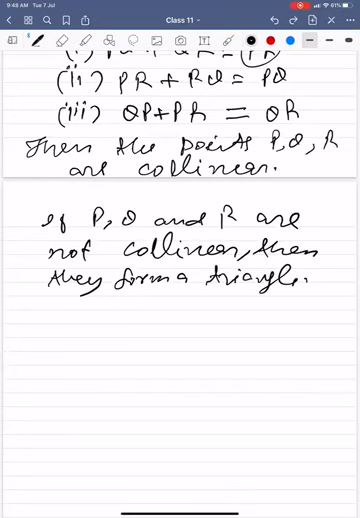 9:48 AM Tue 7 Jul
Class 11
(ii) PR + RQ = PQ
(iii) QP + PR = QR
Then the points P, Q, R
are collinear.
If P, Q and R are
not collinear, then
they form a triangle.